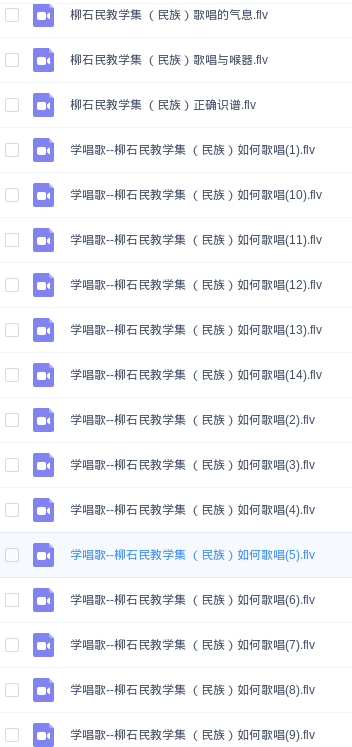 柳石民教学集 （ 民族 ）歌唱的气息.flv
柳石民教学集 （ 民族 ）歌唱与喉器.flv
柳石民教学集 （ 民族 ）正确识谱.flv
学唱歌--柳石民教学集 （ 民族 ）如何歌唱(1).flv
学唱歌--柳石民教学集 （ 民族 ）如何歌唱(10).flv
学唱歌--柳石民教学集 （ 民族 ）如何歌唱(11).flv
学唱歌--柳石民教学集 （ 民族 ）如何歌唱(12).flv
学唱歌--柳石民教学集 （ 民族 ）如何歌唱(13).flv
学唱歌--柳石民教学集 （ 民族 ）如何歌唱(14).flv
学唱歌--柳石民教学集 （ 民族 ）如何歌唱(2).flv
学唱歌--柳石民教学集 （ 民族 ）如何歌唱(3).flv
学唱歌--柳石民教学集 （ 民族 ）如何歌唱(4).flv
学唱歌--柳石民教学集 （ 民族 ）如何歌唱(5).flv
学唱歌--柳石民教学集 （ 民族 ）如何歌唱(6).flv
学唱歌--柳石民教学集 （ 民族 ）如何歌唱(7).flv
学唱歌--柳石民教学集 （ 民族 ）如何歌唱(8).flv
学唱歌--柳石民教学集 （ 民族 ）如何歌唱(9).flv